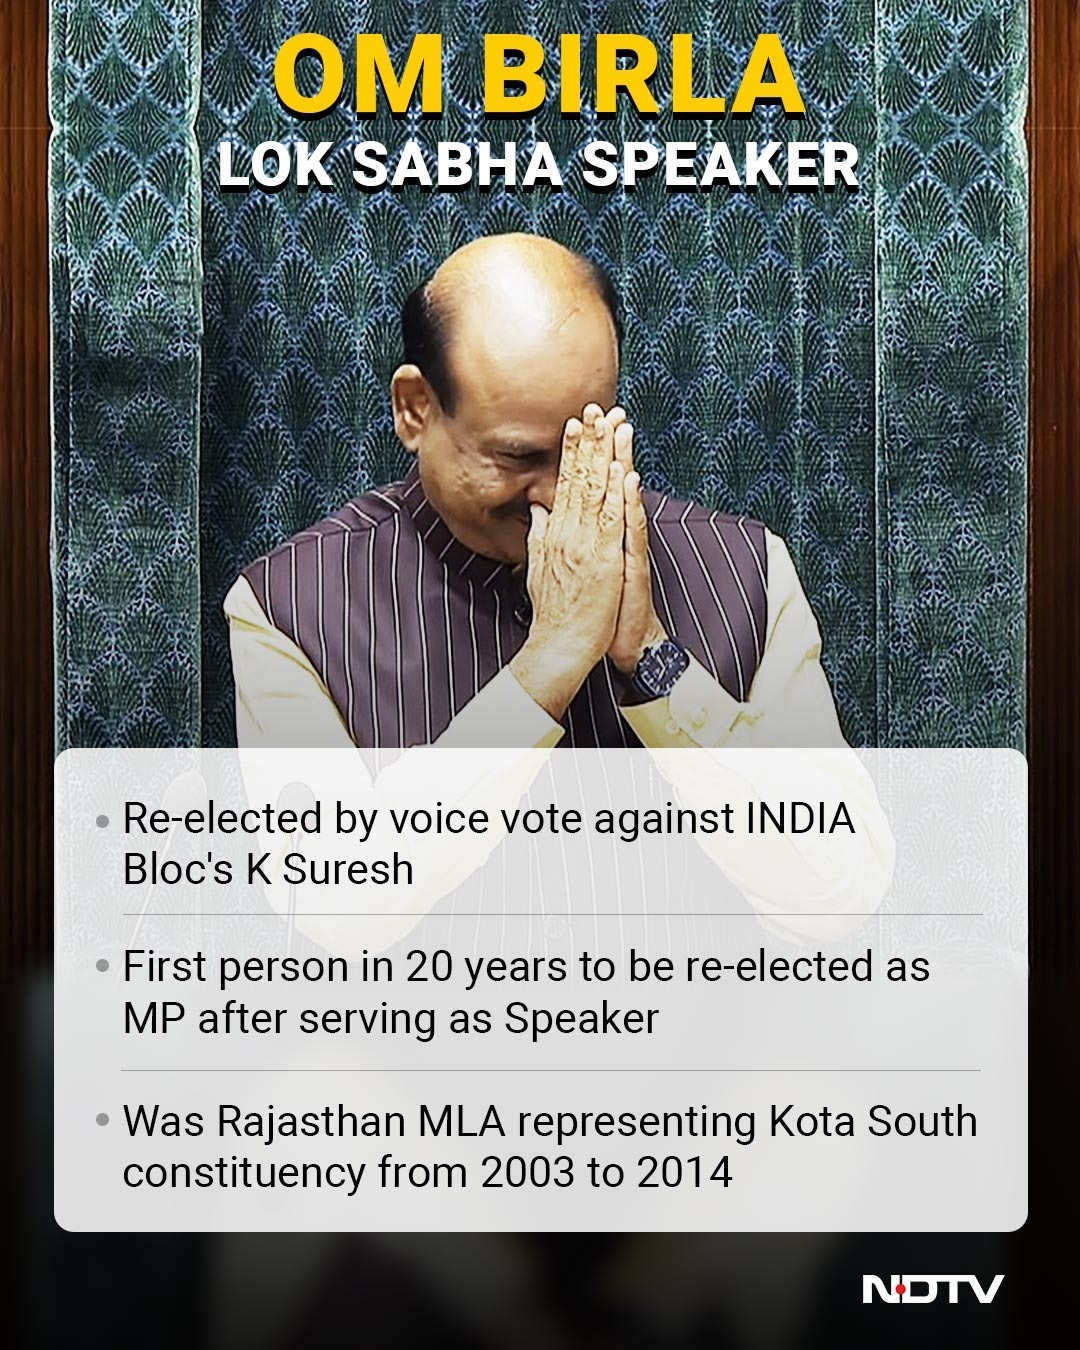 OM BIRLA
LOK SABHA SPEAKER
Re-elected by voice vote against INDIA
Bloc's K Suresh
First person in 20 years to be re-elected as
MP after serving as Speaker
Was Rajasthan MLA representing Kota South
constituency from 2003 to 2014
NDTV